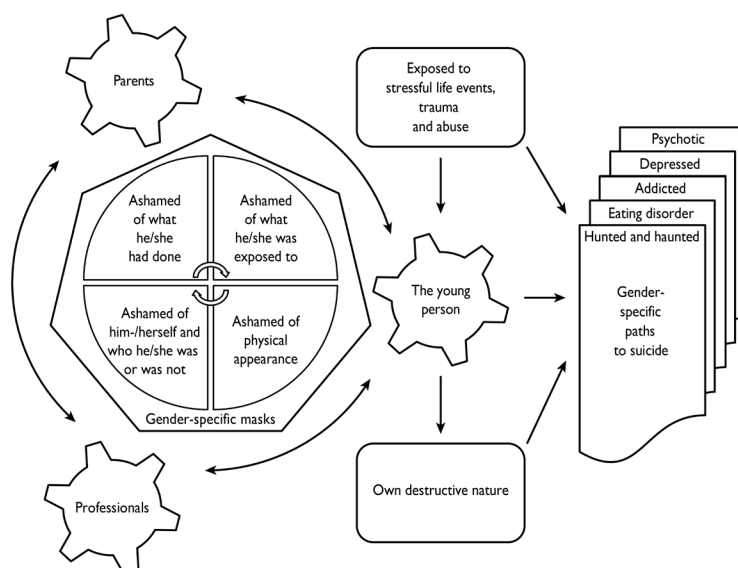 Parents
Exposed to
stressful life events,
trauma
and abuse
Psychotic
Depressed
Addicted
Eating disorder
Hunted and haunted
Gender-
specific
paths
to suicide
Ashamed
of what
he/she
had done
Ashamed
of what
he/she was
exposed to
Ashamed of
him-/herself and
who he/she was
or was not
Ashamed of
physical
appearance
Gender-specific masks
The young
person
Professionals
Own destructive nature